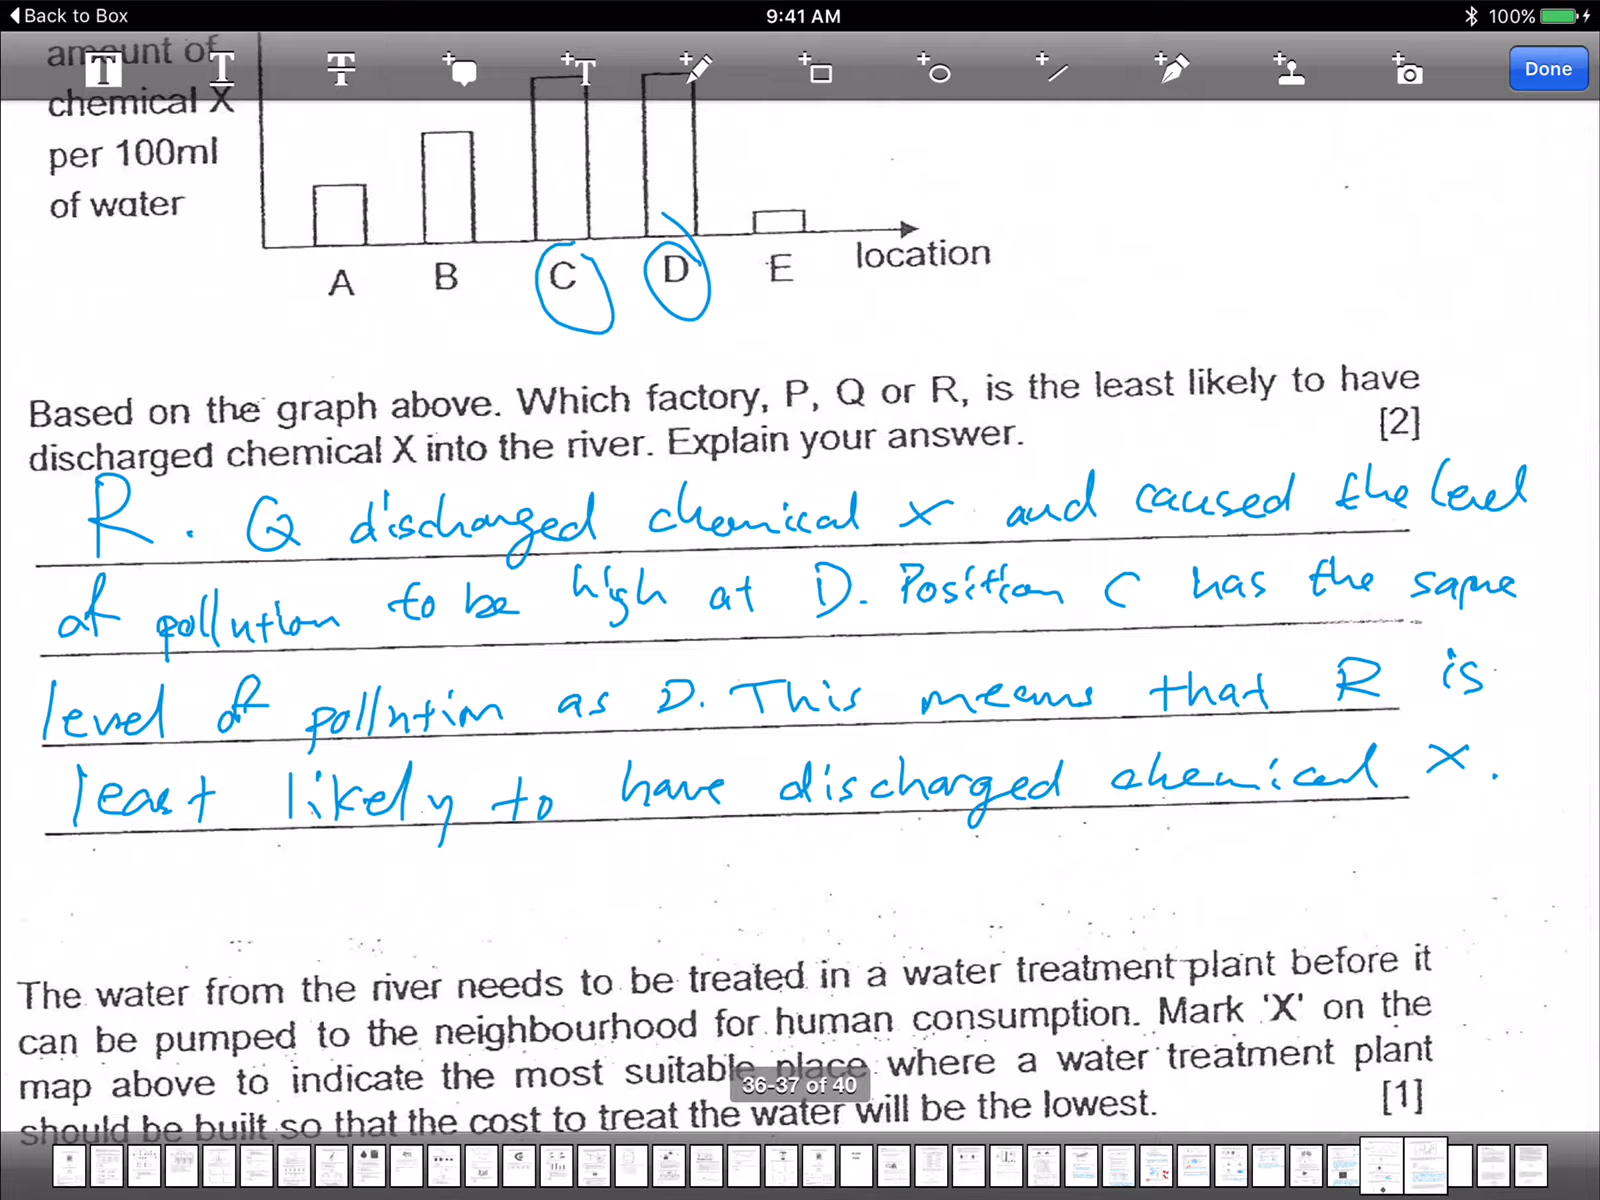 Back to Box
9:41 AM
100%
Done
amount of
chemical X
per 100ml
of water
A B C D E location
Based on the graph above. Which factory, P, Q or R, is the least likely to have
discharged chemical X into the river. Explain your answer. [2]
R. Q discharged chemical X and caused the level
of pollution to be high at D. Position C has the same
level of pollution as D. This means that R is
least likely to have discharged chemical X.
The water from the river needs to be treated in a water treatment plant before it
can be pumped to the neighbourhood for human consumption. Mark 'X' on the
map above to indicate the most suitable place where a water treatment plant
should be built so that the cost to treat the water will be the lowest. [1]
36-37 of 40